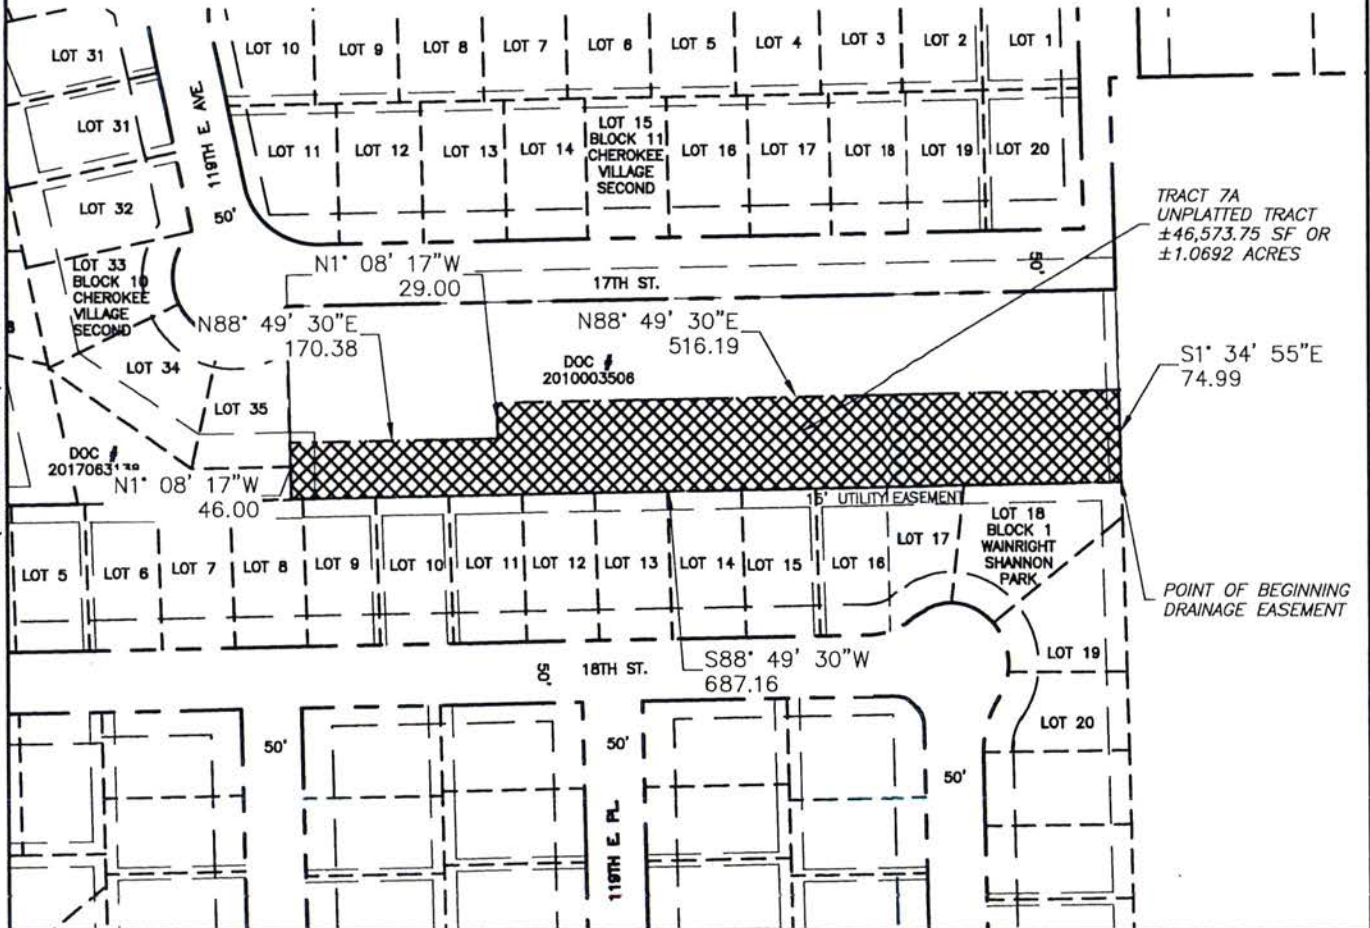 LOT 31
LOT 10
LOT 9
LOT 8
LOT 7
LOT 6
LOT 5
LOT 4
LOT 3
LOT 2
LOT 1
119TH E. AVE.
LOT 31
LOT 11
LOT 12
LOT 13
LOT 14
LOT 15
BLOCK 11
CHEROKEE
VILLAGE
SECOND
LOT 16
LOT 17
LOT 18
LOT 19
LOT 20
LOT 32
50'
TRACT 7A
UNPLATTED TRACT
±46,573.75 SF OR
±1.0692 ACRES
LOT 33
BLOCK 10
CHEROKEE
VILLAGE
SECOND
N1° 08' 17"W
29.00
17TH ST.
50'
N88° 49' 30"E
170.38
N88° 49' 30"E
516.19
S1° 34' 55"E
74.99
LOT 34
DOC #
2010003506
LOT 35
DOC #
N1° 08' 17"W
46.00
15' UTILITY EASEMENT
LOT 5
LOT 6
LOT 7
LOT 8
LOT 9
LOT 10
LOT 11
LOT 12
LOT 13
LOT 14
LOT 15
LOT 16
LOT 17
LOT 18
BLOCK 1
WAINRIGHT
SHANNON
PARK
POINT OF BEGINNING
DRAINAGE EASEMENT
50'
18TH ST.
S88° 49' 30"W
687.16
LOT 19
LOT 20
50'
50'
50'
119TH E. PL.